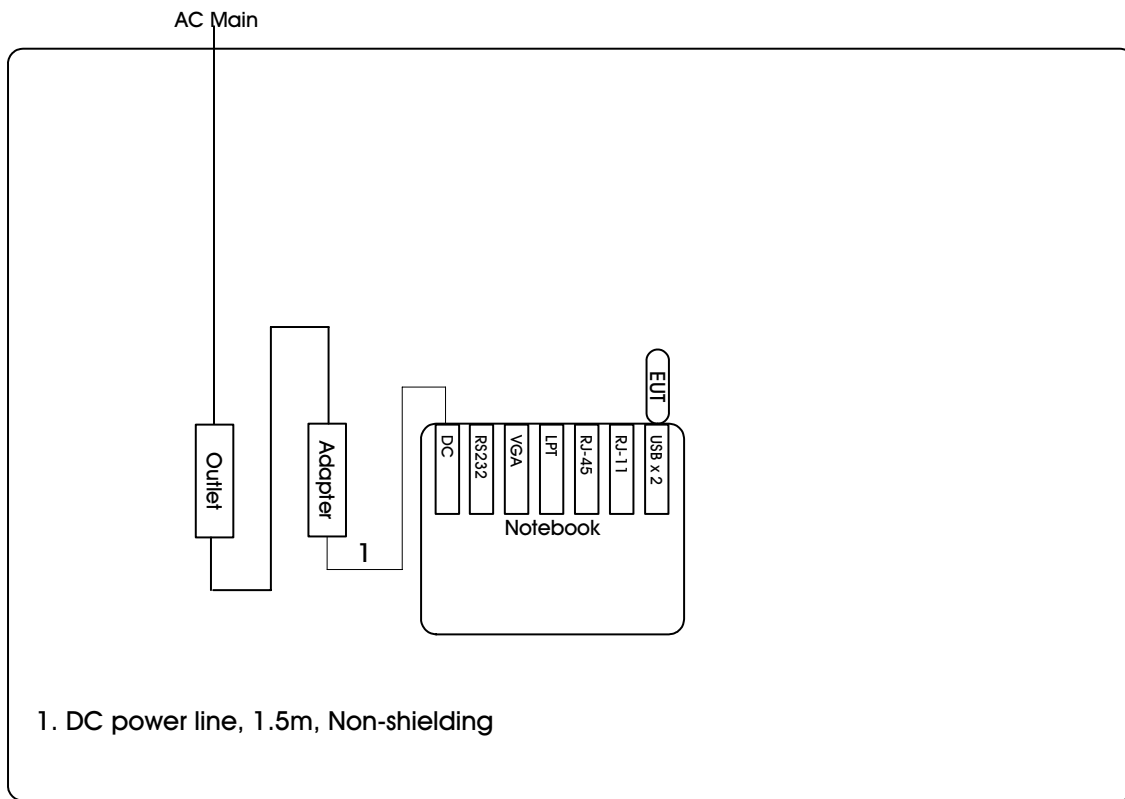 AC Main
EUT
Outlet
Adapter
1
DC
RS232
VGA
LPT
RJ-45
RJ-11
USB x 2
Notebook
1. DC power line, 1.5m, Non-shielding